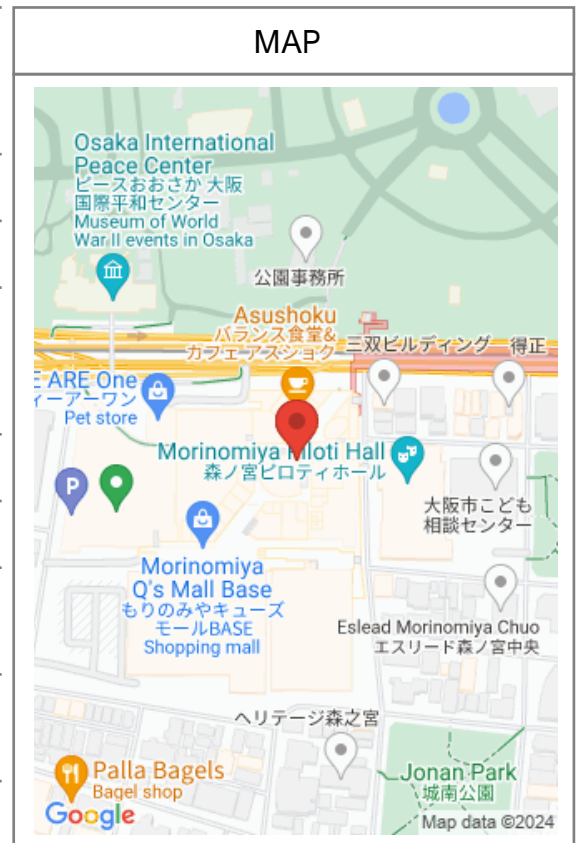 MAP
Osaka International
Peace Center
ピースおおさか 大阪
国際平和センター
Museum of World
War II events in Osaka
公園事務所
Asushoku
バランス食堂&
カフェアスショク
三双ビルディング
得正
E ARE One
ィーアーワン
Pet store
Morinomiya Piloti Hall
森ノ宮ピロティホール
P
大阪市こども
相談センター
Morinomiya
Q's Mall Base
もりのみやキューズ
モールBASE
Shopping mall
Eslead Morinomiya Chuo
エスリード森ノ宮中央
ヘリテージ森之宮
Palla Bagels
Bagel shop
Jonan Park
城南公園
Google
Map data ©2024